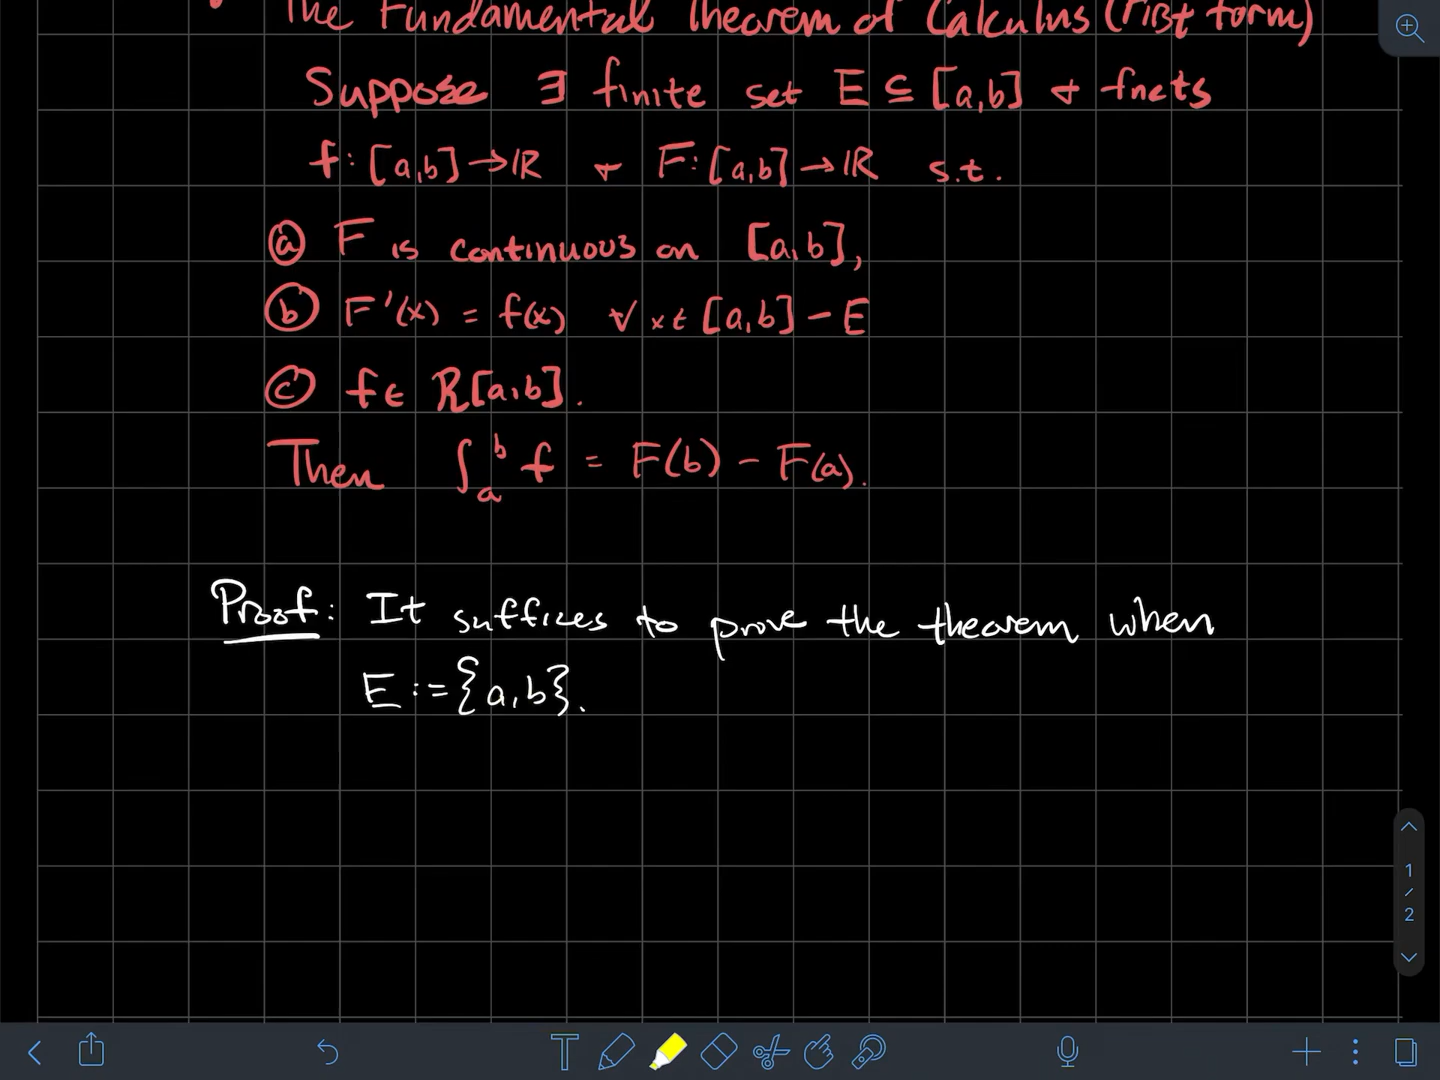 The Fundamental Theorem of Calculus (First form)
Suppose ∃ finite set E ⊆ [a,b] & fncts
f: [a,b] → ℝ & F: [a,b] → ℝ s.t.
ⓐ F is continuous on [a,b],
ⓑ F'(x) = f(x) ∀ x ∈ [a,b] - E
ⓒ f ∈ R[a,b].
Then ∫_a^b f = F(b) - F(a).
Proof: It suffices to prove the theorem when
E := {a,b}.
1
/
2
T